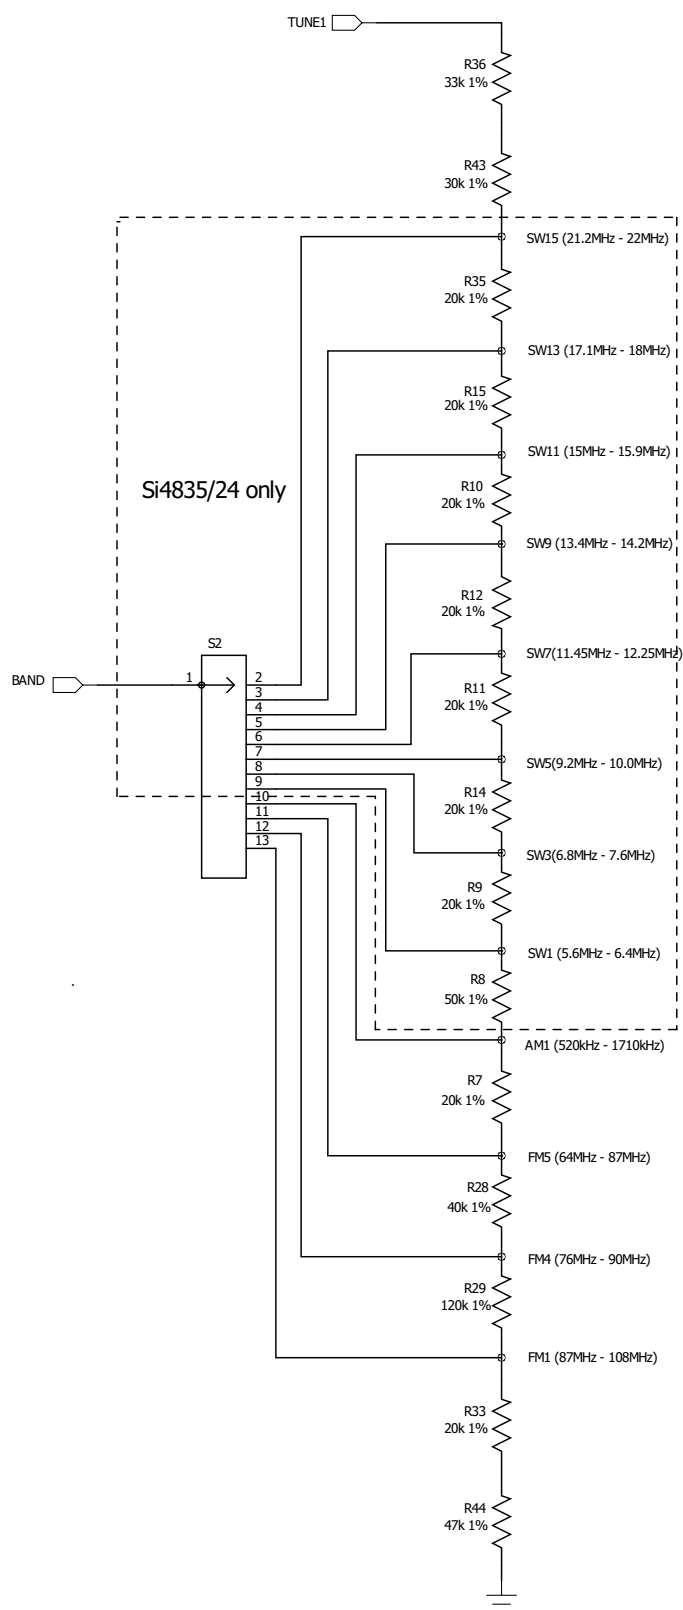 TUNE1
R36
33k 1%
R43
30k 1%
SW15 (21.2MHz - 22MHz)
R35
20k 1%
SW13 (17.1MHz - 18MHz)
R15
20k 1%
SW11 (15MHz - 15.9MHz)
Si4835/24 only
R10
20k 1%
SW9 (13.4MHz - 14.2MHz)
R12
20k 1%
S2
SW7(11.45MHz - 12.25MHz)
BAND
1
2
3
4
5
6
7
8
9
10
11
12
13
R11
20k 1%
SW5(9.2MHz - 10.0MHz)
R14
20k 1%
SW3(6.8MHz - 7.6MHz)
R9
20k 1%
SW1 (5.6MHz - 6.4MHz)
R8
50k 1%
AM1 (520kHz - 1710kHz)
R7
20k 1%
FM5 (64MHz - 87MHz)
R28
40k 1%
FM4 (76MHz - 90MHz)
R29
120k 1%
FM1 (87MHz - 108MHz)
R33
20k 1%
R44
47k 1%